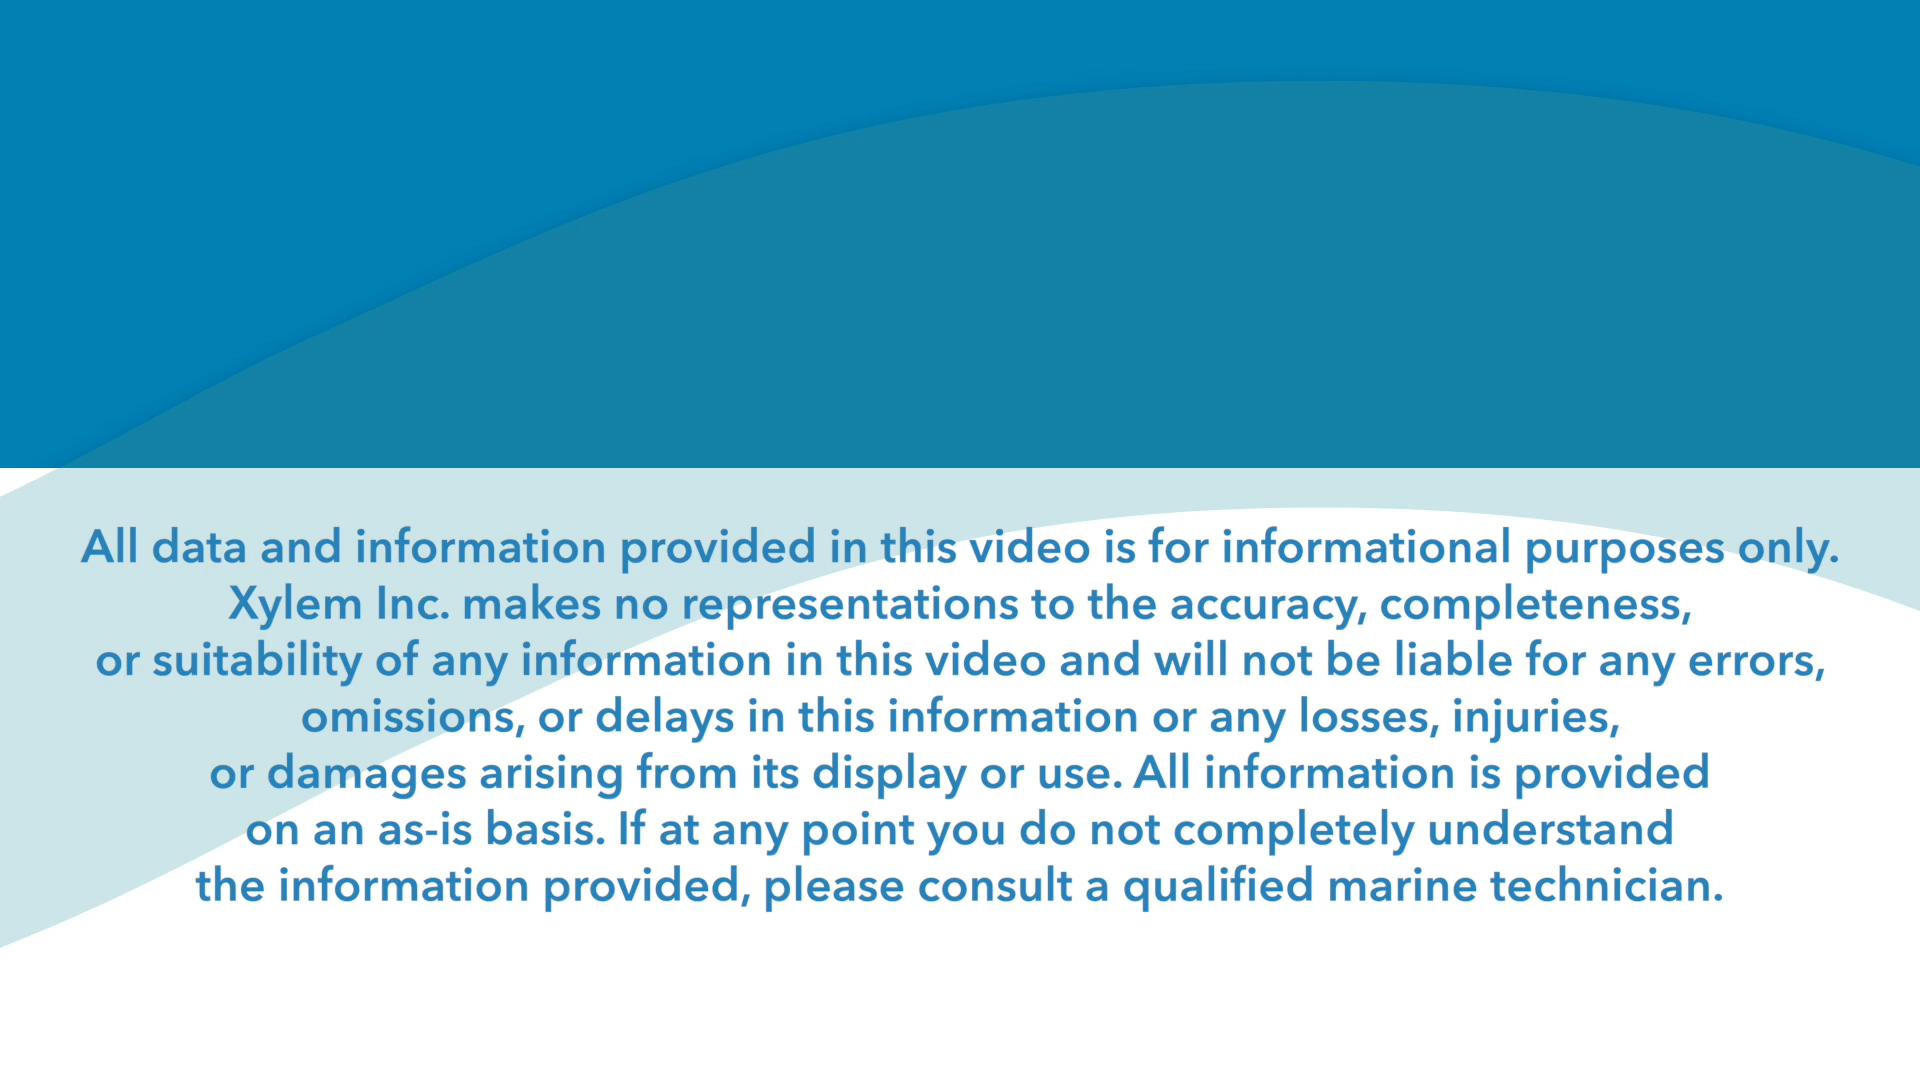 All data and information provided in this video is for informational purposes only.
Xylem Inc. makes no representations to the accuracy, completeness,
or suitability of any information in this video and will not be liable for any errors,
omissions, or delays in this information or any losses, injuries,
or damages arising from its display or use. All information is provided
on an as-is basis. If at any point you do not completely understand
the information provided, please consult a qualified marine technician.